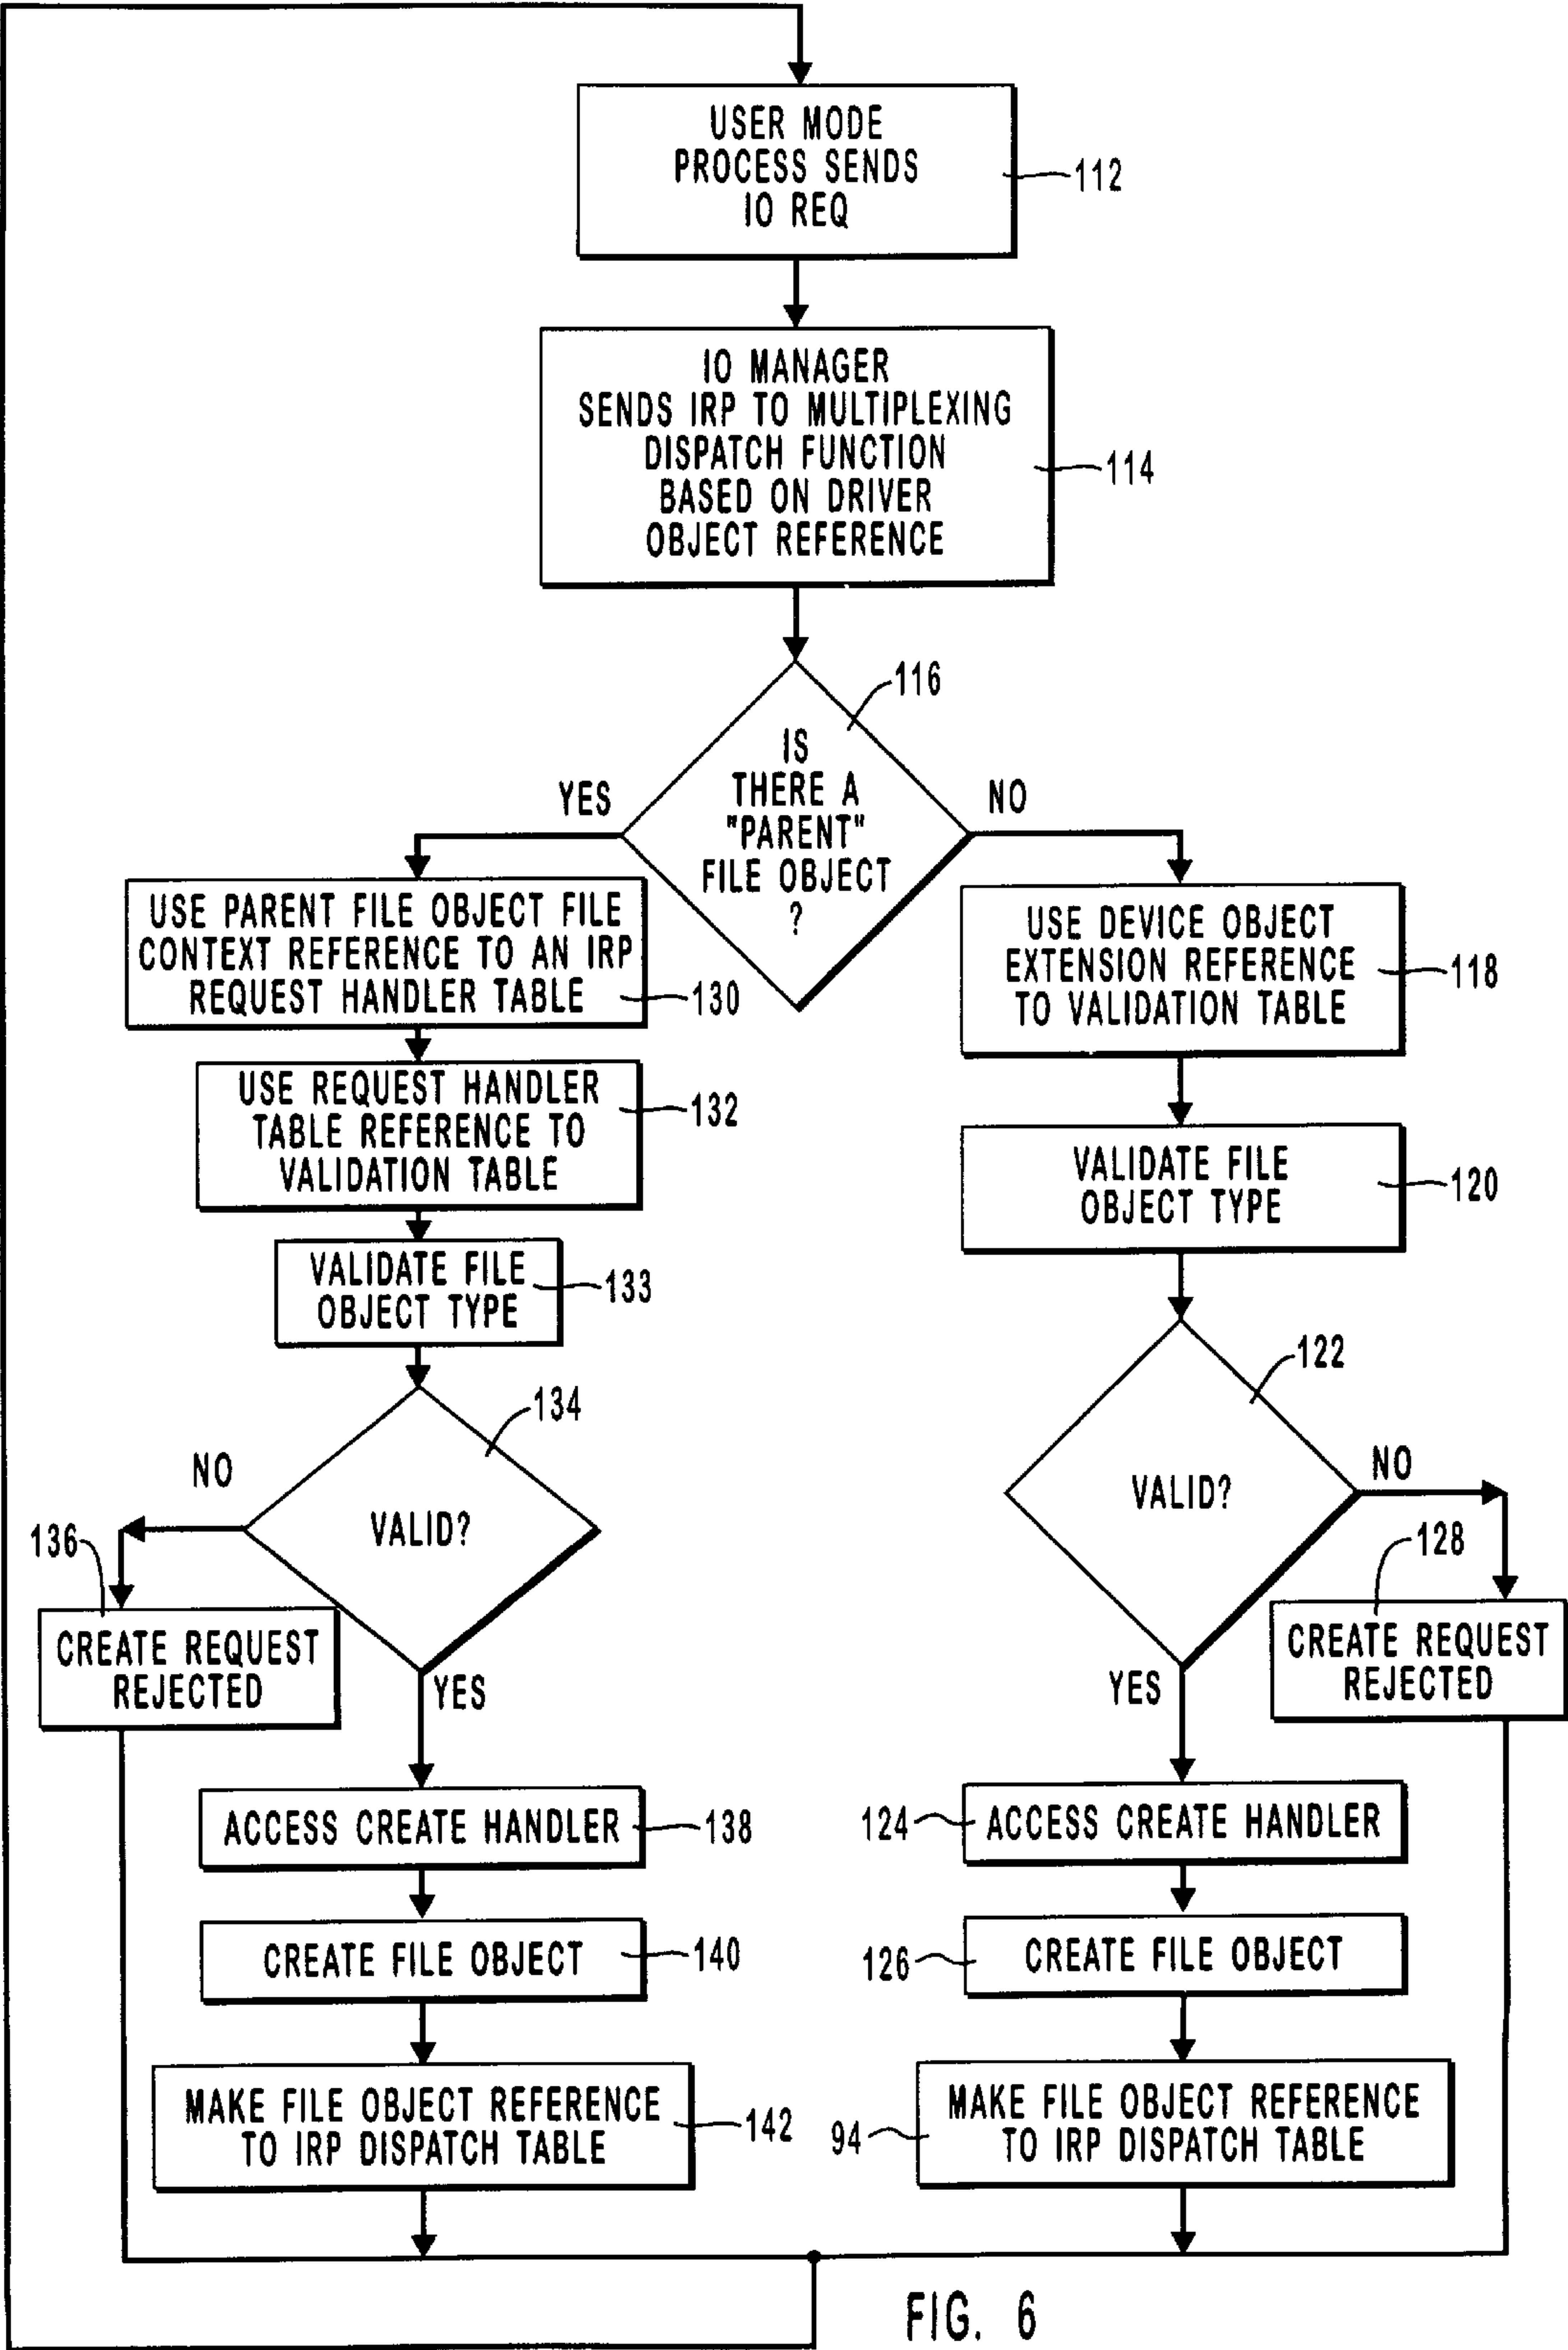 USER MODE
PROCESS SENDS
IO REQ
112
IO MANAGER
SENDS IRP TO MULTIPLEXING
DISPATCH FUNCTION
BASED ON DRIVER
OBJECT REFERENCE
114
116
IS
THERE A
"PARENT"
FILE OBJECT
?
YES
NO
USE PARENT FILE OBJECT FILE
CONTEXT REFERENCE TO AN IRP
REQUEST HANDLER TABLE
130
USE REQUEST HANDLER
TABLE REFERENCE TO
VALIDATION TABLE
132
VALIDATE FILE
OBJECT TYPE
133
134
VALID?
NO
YES
136
CREATE REQUEST
REJECTED
ACCESS CREATE HANDLER
138
CREATE FILE OBJECT
140
MAKE FILE OBJECT REFERENCE
TO IRP DISPATCH TABLE
142
USE DEVICE OBJECT
EXTENSION REFERENCE
TO VALIDATION TABLE
118
VALIDATE FILE
OBJECT TYPE
120
122
VALID?
NO
YES
128
CREATE REQUEST
REJECTED
124
ACCESS CREATE HANDLER
126
CREATE FILE OBJECT
94
MAKE FILE OBJECT REFERENCE
TO IRP DISPATCH TABLE
FIG. 6